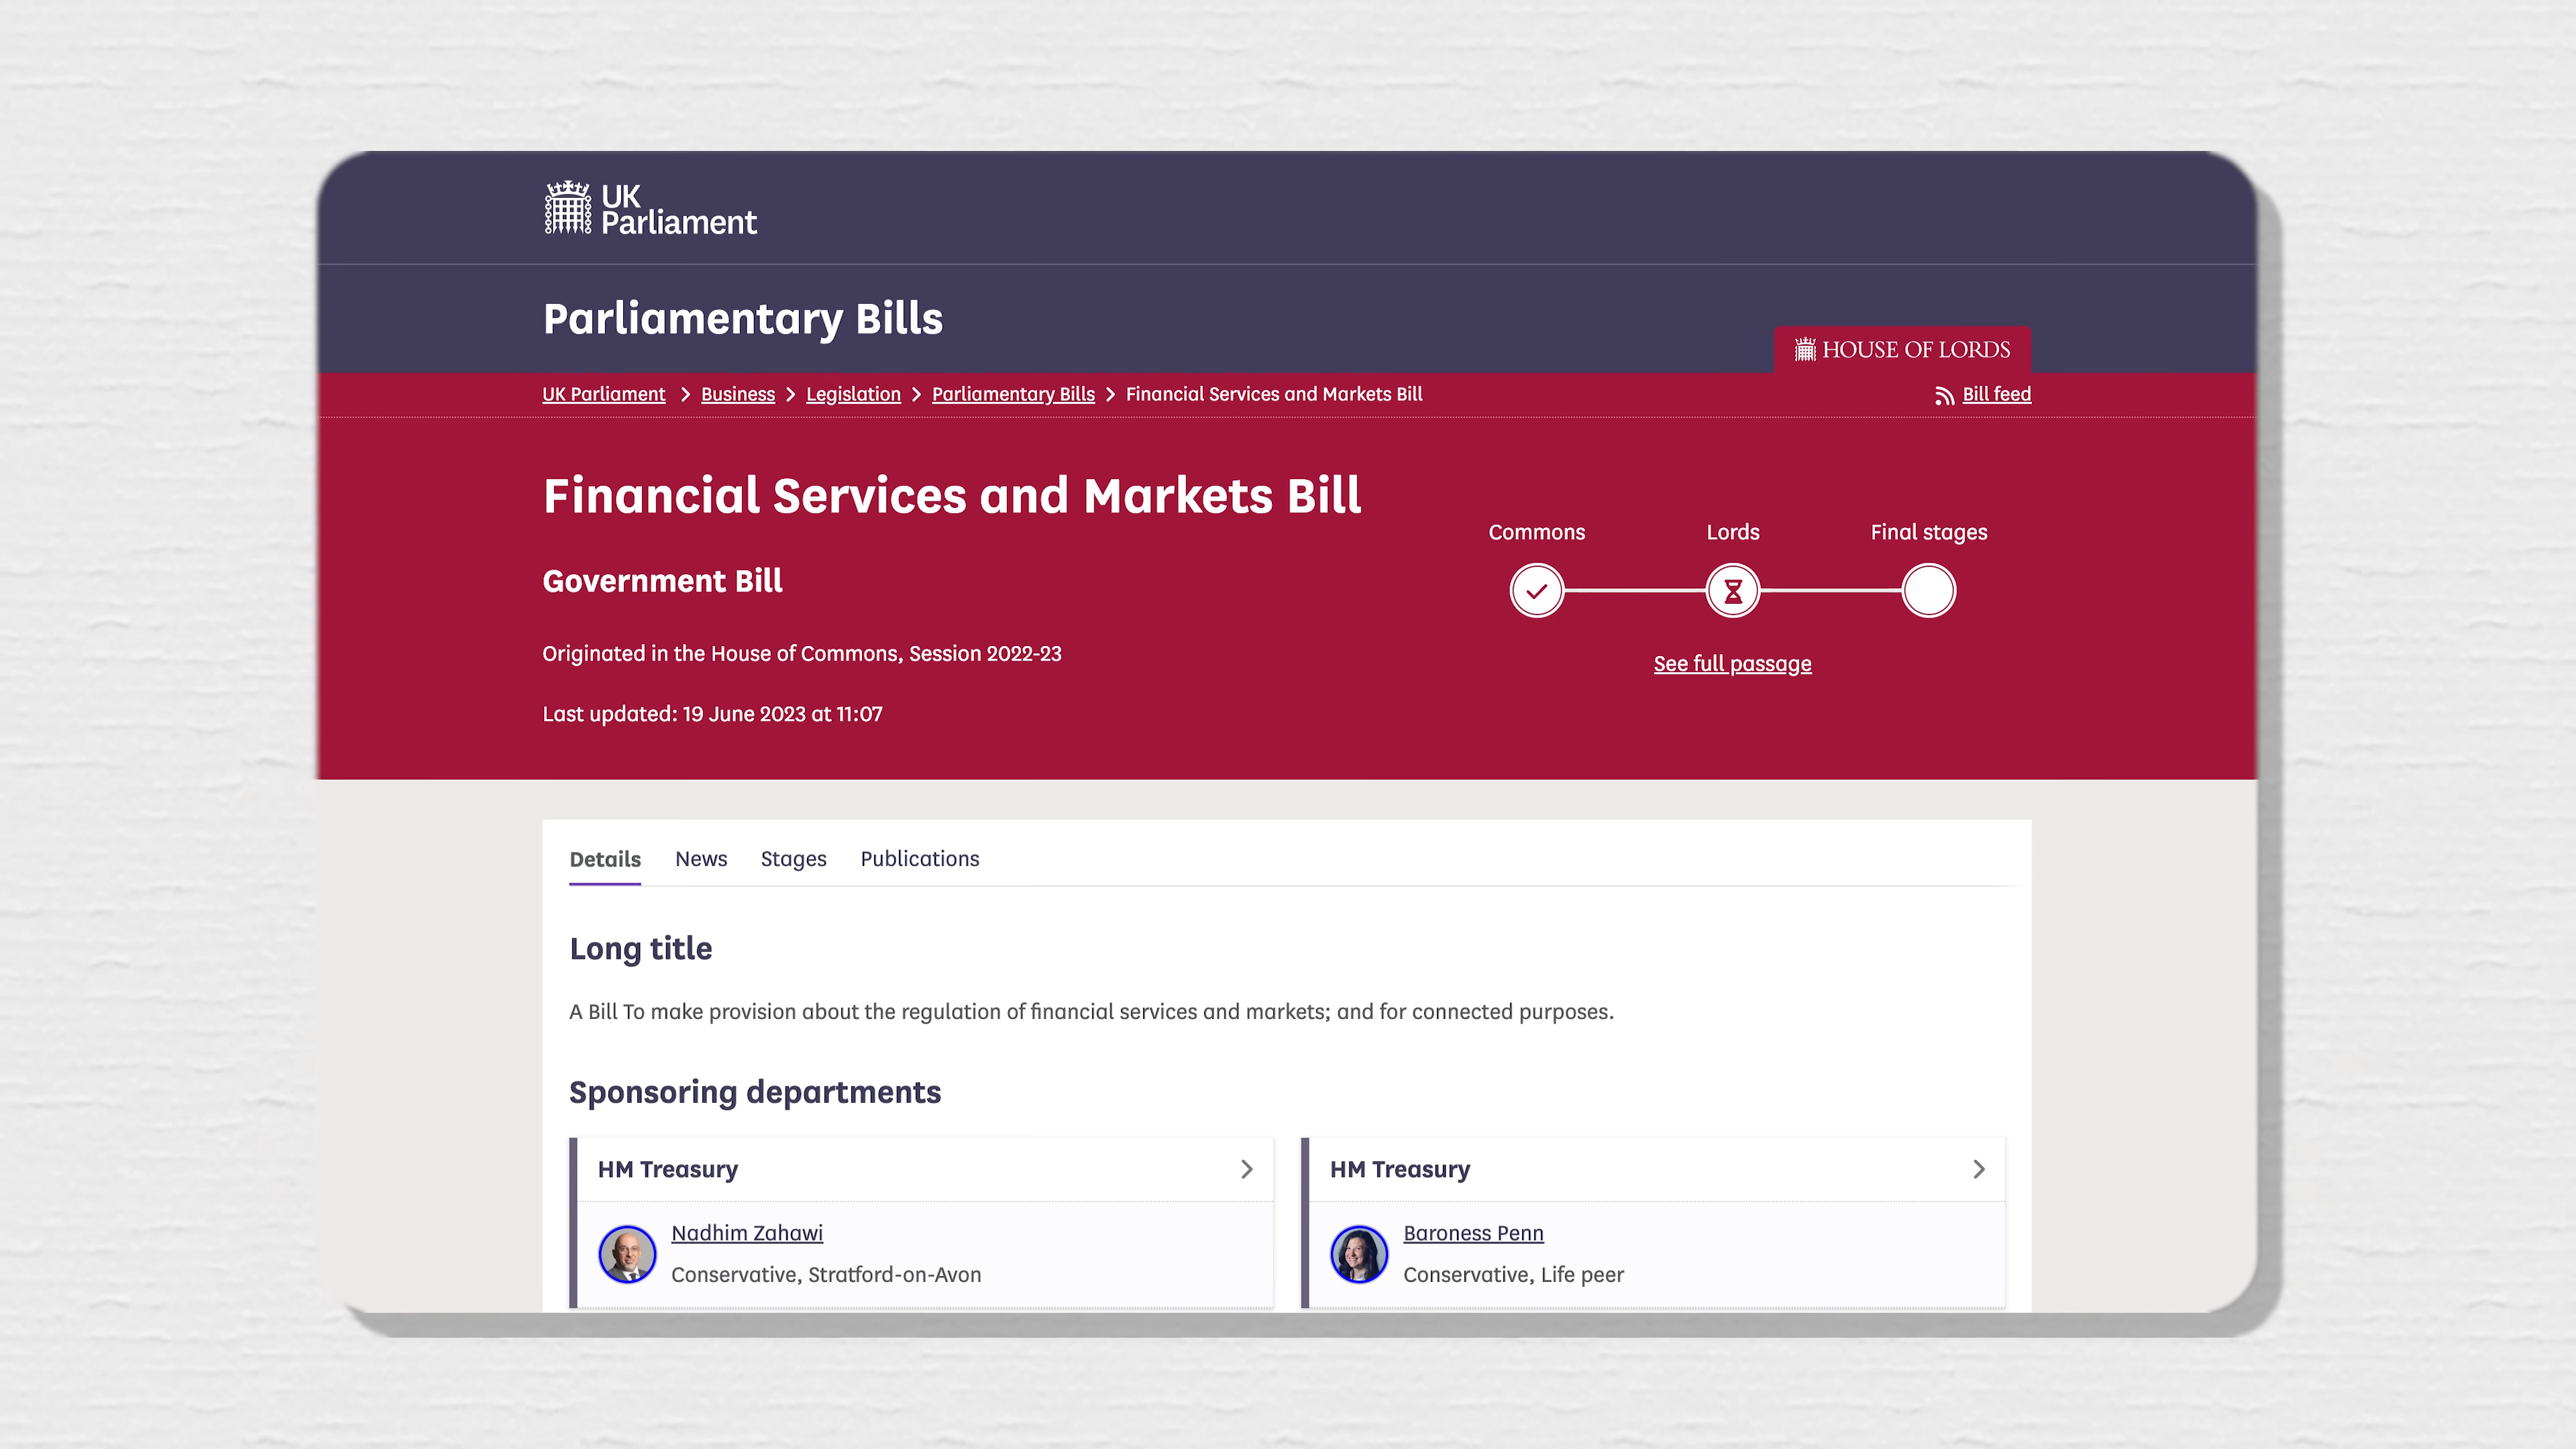 UK
Parliament
Parliamentary Bills
HOUSE OF LORDS
UK Parliament > Business > Legislation > Parliamentary Bills > Financial Services and Markets Bill
Bill feed
Financial Services and Markets Bill
Commons Lords Final stages
Government Bill
Originated in the House of Commons, Session 2022-23
See full passage
Last updated: 19 June 2023 at 11:07
Details News Stages Publications
Long title
A Bill To make provision about the regulation of financial services and markets; and for connected purposes.
Sponsoring departments
HM Treasury
Nadhim Zahawi
Conservative, Stratford-on-Avon
HM Treasury
Baroness Penn
Conservative, Life peer